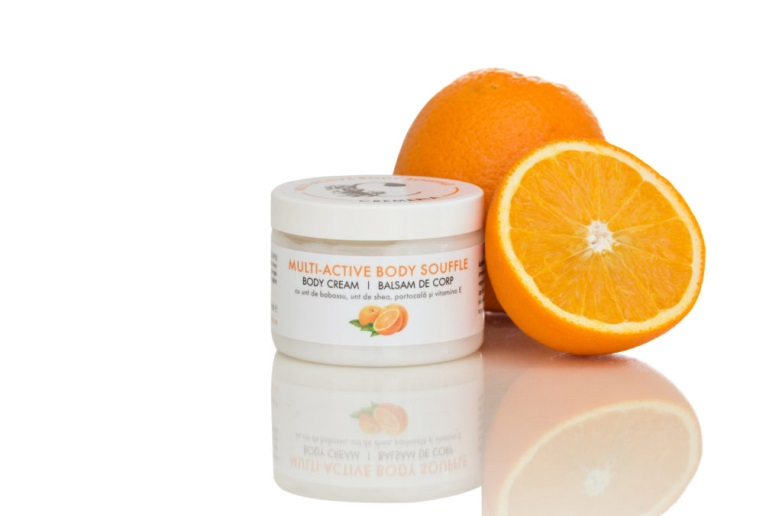 MULTI-ACTIVE BODY SOUFFLE
BODY CREAM | BALSAM DE CORP
cu unt de babassu, unt de shea, portocală și vitamina E